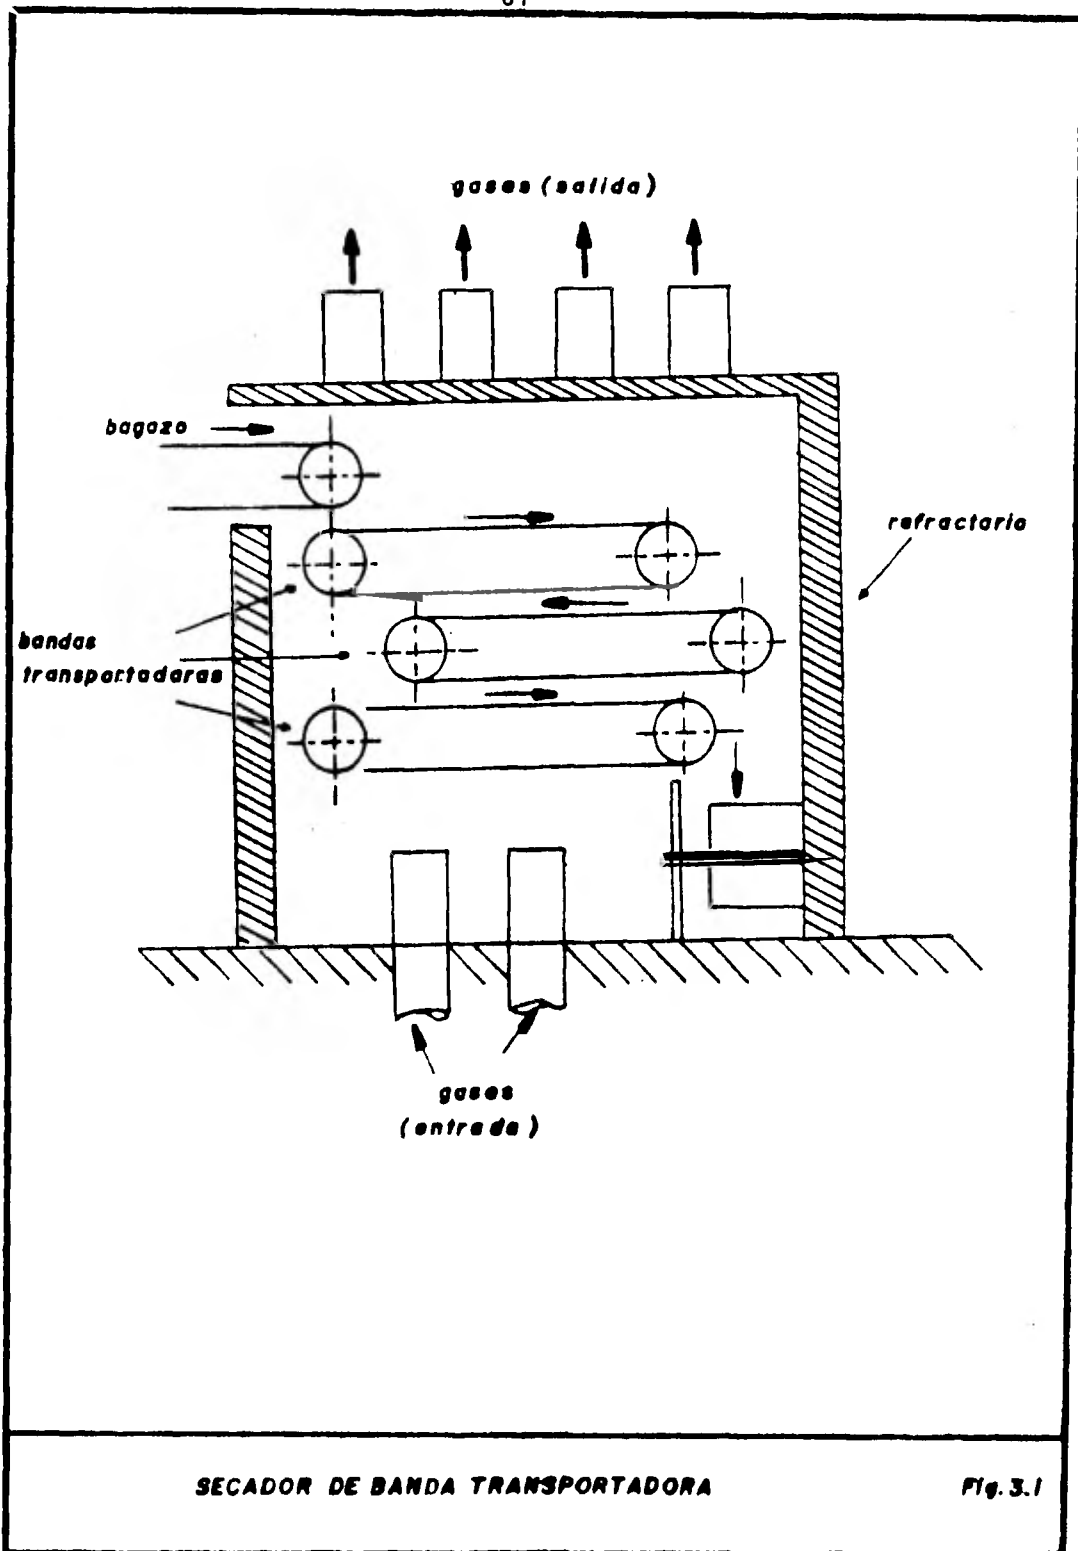 gases (salida)
bagazo
refractario
bandas
transportadoras
gases
(entrada)
SECADOR DE BANDA TRANSPORTADORA
Fig. 3.1